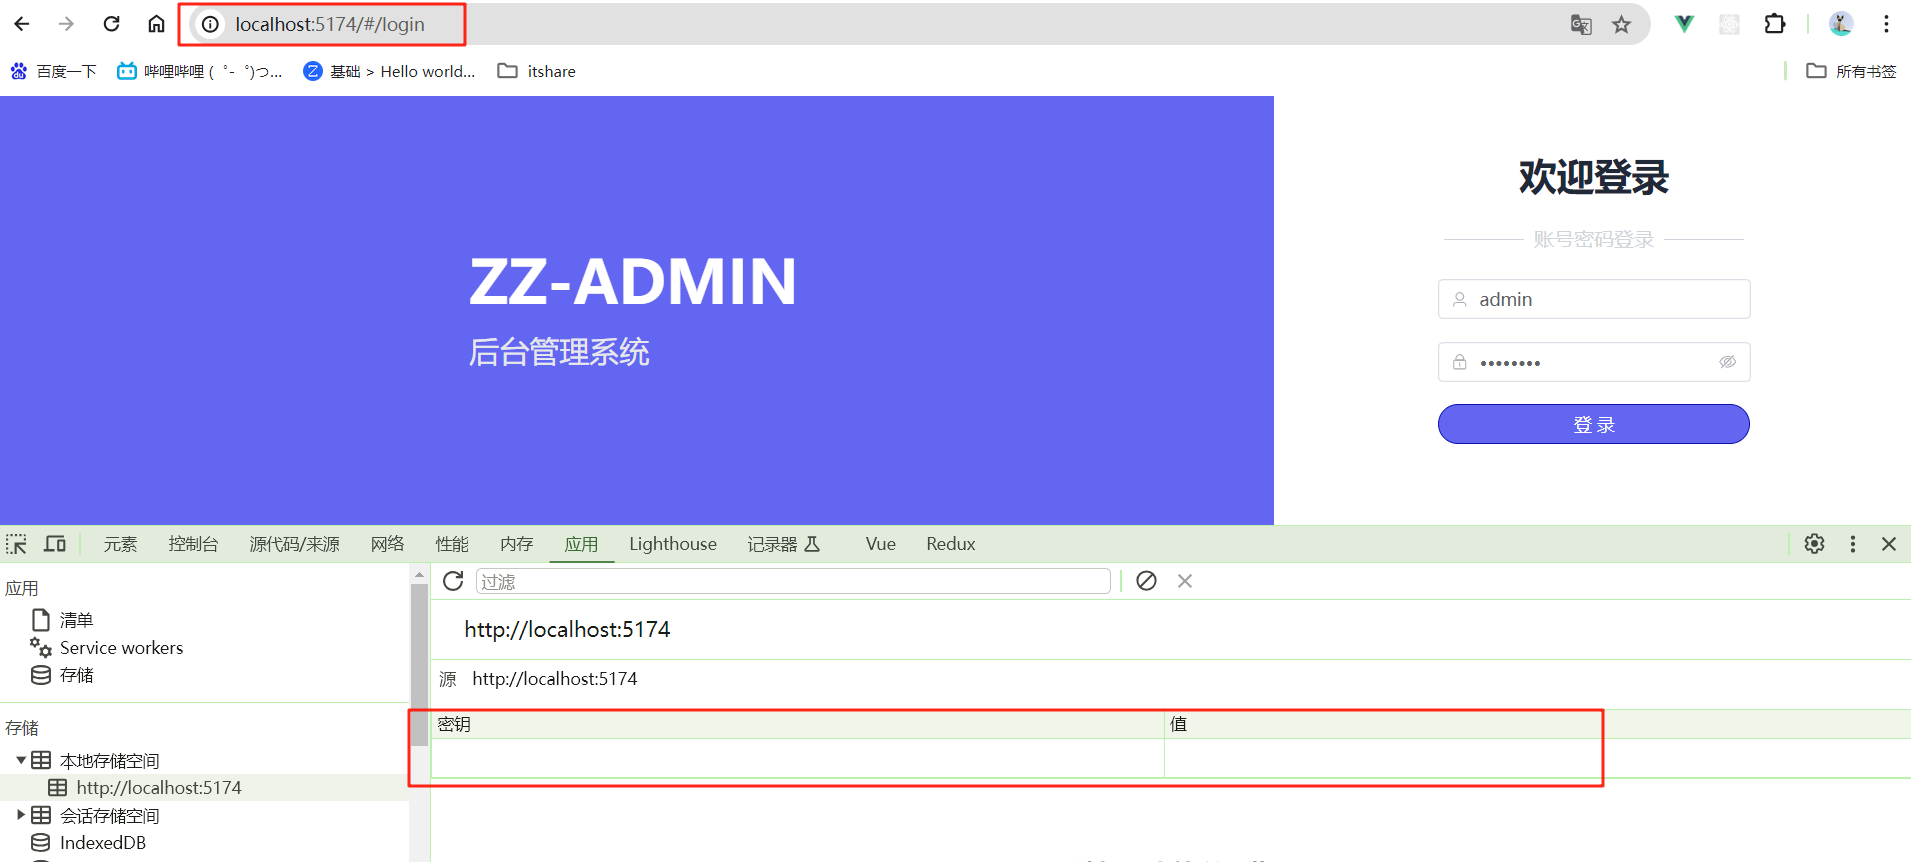 localhost:5174/#/login
百度一下
哔哩哔哩 (゜-゜)つ...
基础 > Hello world...
itshare
所有书签
ZZ-ADMIN
后台管理系统
欢迎登录
账号密码登录
admin
••••••••
登 录
元素 控制台 源代码/来源 网络 性能 内存 应用 Lighthouse 记录器 Vue Redux
应用
清单
Service workers
存储
存储
本地存储空间
http://localhost:5174
会话存储空间
IndexedDB
过滤
http://localhost:5174
源 http://localhost:5174
密钥 值